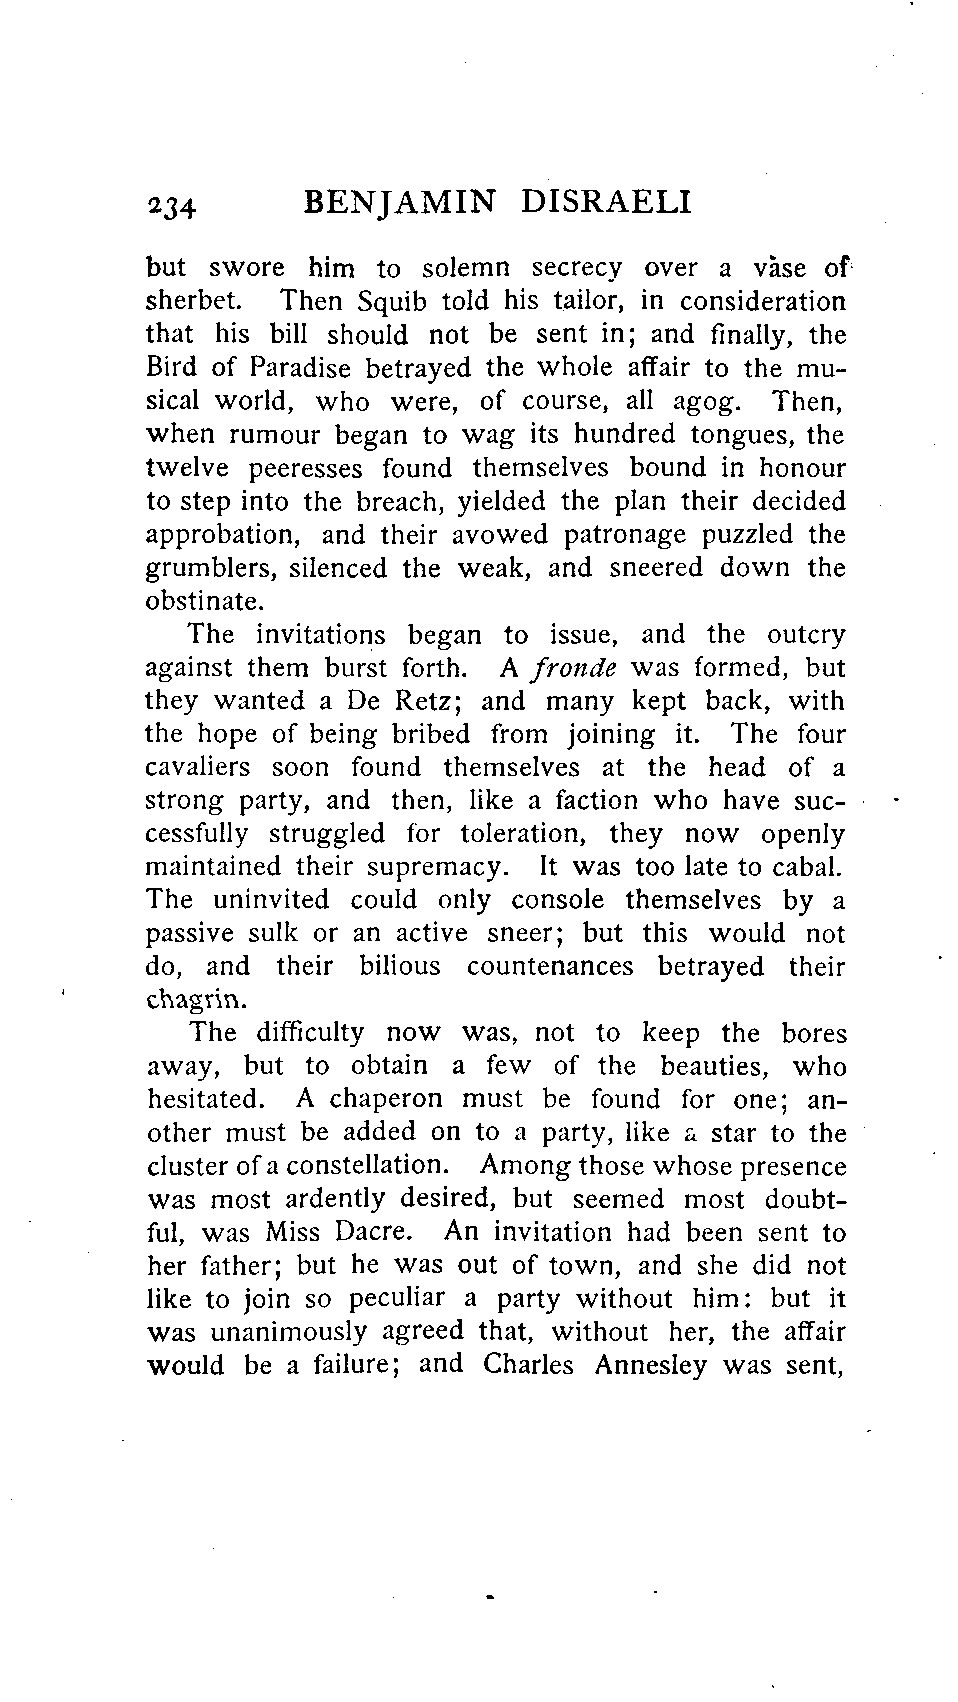 234 BENJAMIN DISRAELI
but swore him to solemn secrecy over a vase of
sherbet. Then Squib told his tailor, in consideration
that his bill should not be sent in; and finally, the
Bird of Paradise betrayed the whole affair to the mu-
sical world, who were, of course, all agog. Then,
when rumour began to wag its hundred tongues, the
twelve peeresses found themselves bound in honour
to step into the breach, yielded the plan their decided
approbation, and their avowed patronage puzzled the
grumblers, silenced the weak, and sneered down the
obstinate.
The invitations began to issue, and the outcry
against them burst forth. A fronde was formed, but
they wanted a De Retz; and many kept back, with
the hope of being bribed from joining it. The four
cavaliers soon found themselves at the head of a
strong party, and then, like a faction who have suc-
cessfully struggled for toleration, they now openly
maintained their supremacy. It was too late to cabal.
The uninvited could only console themselves by a
passive sulk or an active sneer; but this would not
do, and their bilious countenances betrayed their
chagrin.
The difficulty now was, not to keep the bores
away, but to obtain a few of the beauties, who
hesitated. A chaperon must be found for one; an-
other must be added on to a party, like a star to the
cluster of a constellation. Among those whose presence
was most ardently desired, but seemed most doubt-
ful, was Miss Dacre. An invitation had been sent to
her father; but he was out of town, and she did not
like to join so peculiar a party without him: but it
was unanimously agreed that, without her, the affair
would be a failure; and Charles Annesley was sent,